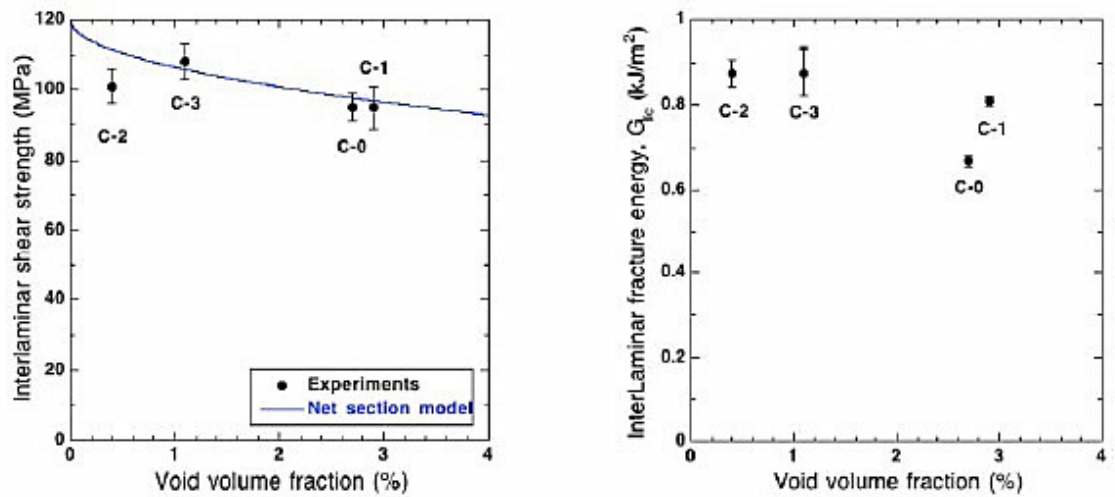 120
100
80
60
40
20
0
Interlaminar shear strength (MPa)
C-2
C-3
C-1
C-0
Experiments
Net section model
0 1 2 3 4
Void volume fraction (%)
1
0.8
0.6
0.4
0.2
0
InterLaminar fracture energy, G_IIc (kJ/m²)
C-2
C-3
C-1
C-0
0 1 2 3 4
Void volume fraction (%)